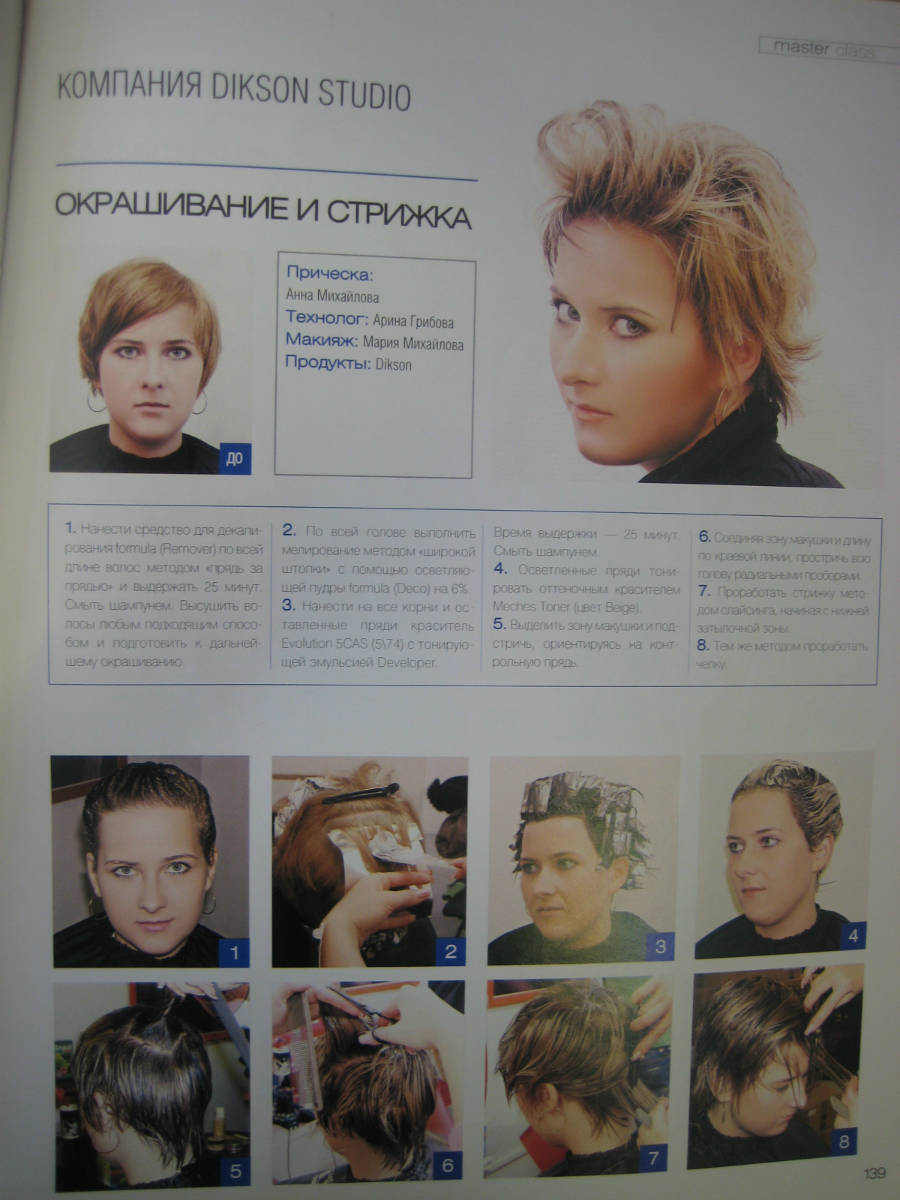 master class
КОМПАНИЯ DIKSON STUDIO
ОКРАШИВАНИЕ И СТРИЖКА
Прическа:
Анна Михайлова
Технолог: Арина Грибова
Макияж: Мария Михайлова
Продукты: Dikson
ДО
1. Нанести средство для декапи-
рования formula (Remover) по всей
длине волос методом «прядь за
прядью» и выдержать 25 минут.
Смыть шампунем. Высушить во-
лосы любым подходящим спосо-
бом и подготовить к дальней-
шему окрашиванию.
2. По всей голове выполнить
мелирование методом «широкой
штопки» с помощью осветляю-
щей пудры formula (Deco) на 6%.
3. Нанести на все корни и ос-
тавленные пряди краситель
Evolution 5CAS (5\74) с тонирую-
щей эмульсией Developer.
Время выдержки — 25 минут.
Смыть шампунем.
4. Осветленные пряди тони-
ровать оттеночным красителем
Meches Toner (цвет Beige).
5. Выделить зону макушки и под-
стричь, ориентируясь на конт-
рольную прядь.
6. Соединяя зону макушки и длину
по краевой линии, простричь всю
голову радиальными проборами.
7. Проработать стрижку мето-
дом слайсинга, начиная с нижней
затылочной зоны.
8. Тем же методом проработать
челку.
1
2
3
4
5
6
7
8
139